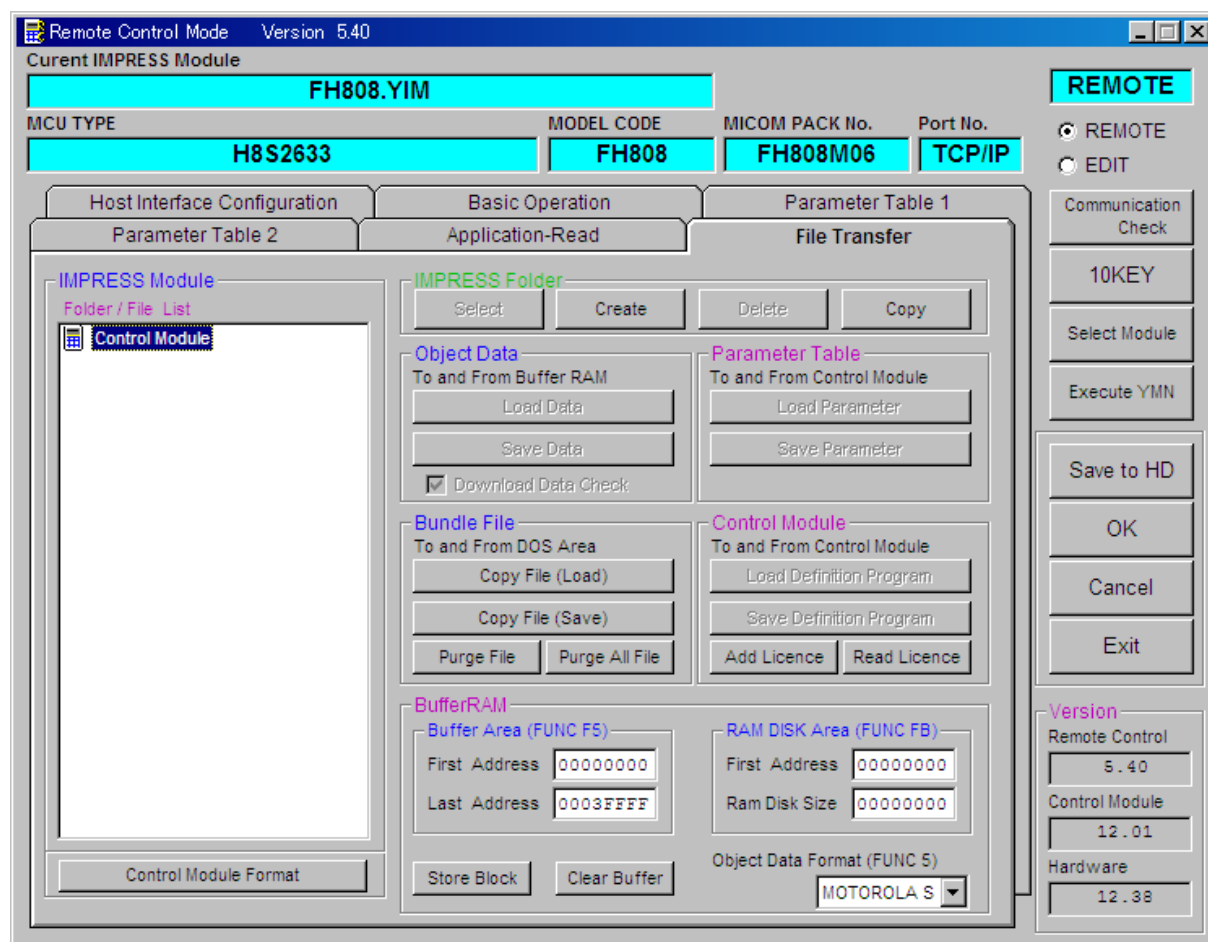 Remote Control Mode Version 5.40
Curent IMPRESS Module
FH808.YIM
REMOTE
MCU TYPE MODEL CODE MICOM PACK No. Port No.
H8S2633 FH808 FH808M06 TCP/IP
REMOTE
EDIT
Host Interface Configuration Basic Operation Parameter Table 1
Parameter Table 2 Application-Read File Transfer
Communication
Check
10KEY
Select Module
Execute YMN
Save to HD
OK
Cancel
Exit
IMPRESS Module
Folder / File List
Control Module
Control Module Format
IMPRESS Folder
Select Create Delete Copy
Object Data
To and From Buffer RAM
Load Data
Save Data
Download Data Check
Parameter Table
To and From Control Module
Load Parameter
Save Parameter
Bundle File
To and From DOS Area
Copy File (Load)
Copy File (Save)
Purge File Purge All File
Control Module
To and From Control Module
Load Definition Program
Save Definition Program
Add Licence Read Licence
BufferRAM
Buffer Area (FUNC F5)
First Address 00000000
Last Address 0003FFFF
RAM DISK Area (FUNC FB)
First Address 00000000
Ram Disk Size 00000000
Store Block Clear Buffer
Object Data Format (FUNC 5)
MOTOROLA S
Version
Remote Control
5.40
Control Module
12.01
Hardware
12.38